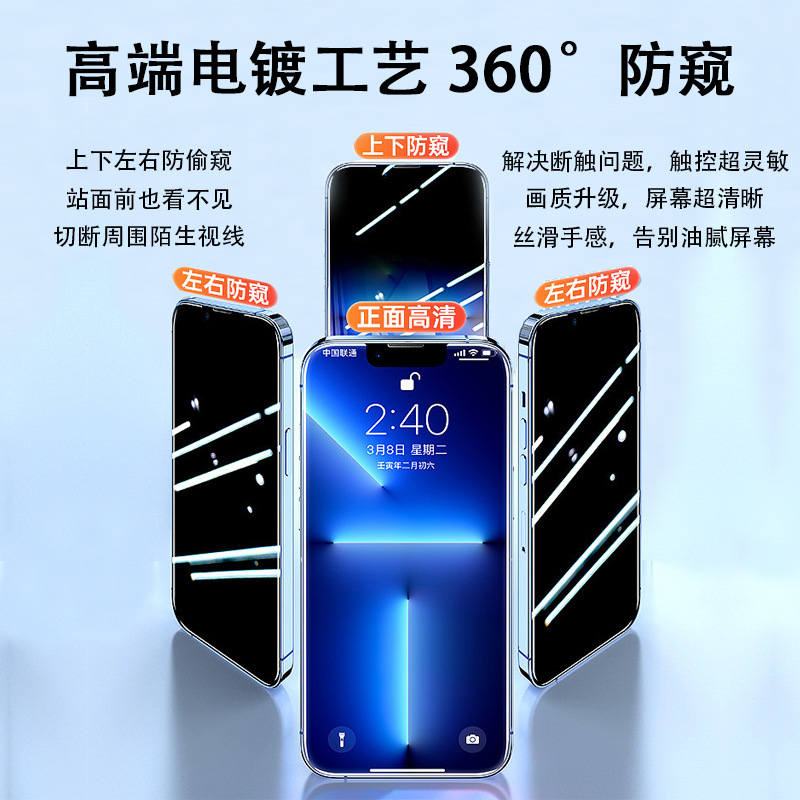 高端电镀工艺 360° 防窥
上下左右防偷窥
站面前也看不见
切断周围陌生视线
上下防窥
解决断触问题，触控超灵敏
画质升级，屏幕超清晰
丝滑手感，告别油腻屏幕
左右防窥
正面高清
左右防窥
中国联通
2:40
3月8日 星期二
壬寅年二月初六